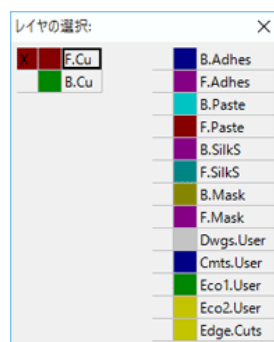 レイヤの選択:
X F.Cu
B.Cu
B.Adhes
F.Adhes
B.Paste
F.Paste
B.SilkS
F.SilkS
B.Mask
F.Mask
Dwgs.User
Cmts.User
Eco1.User
Eco2.User
Edge.Cuts